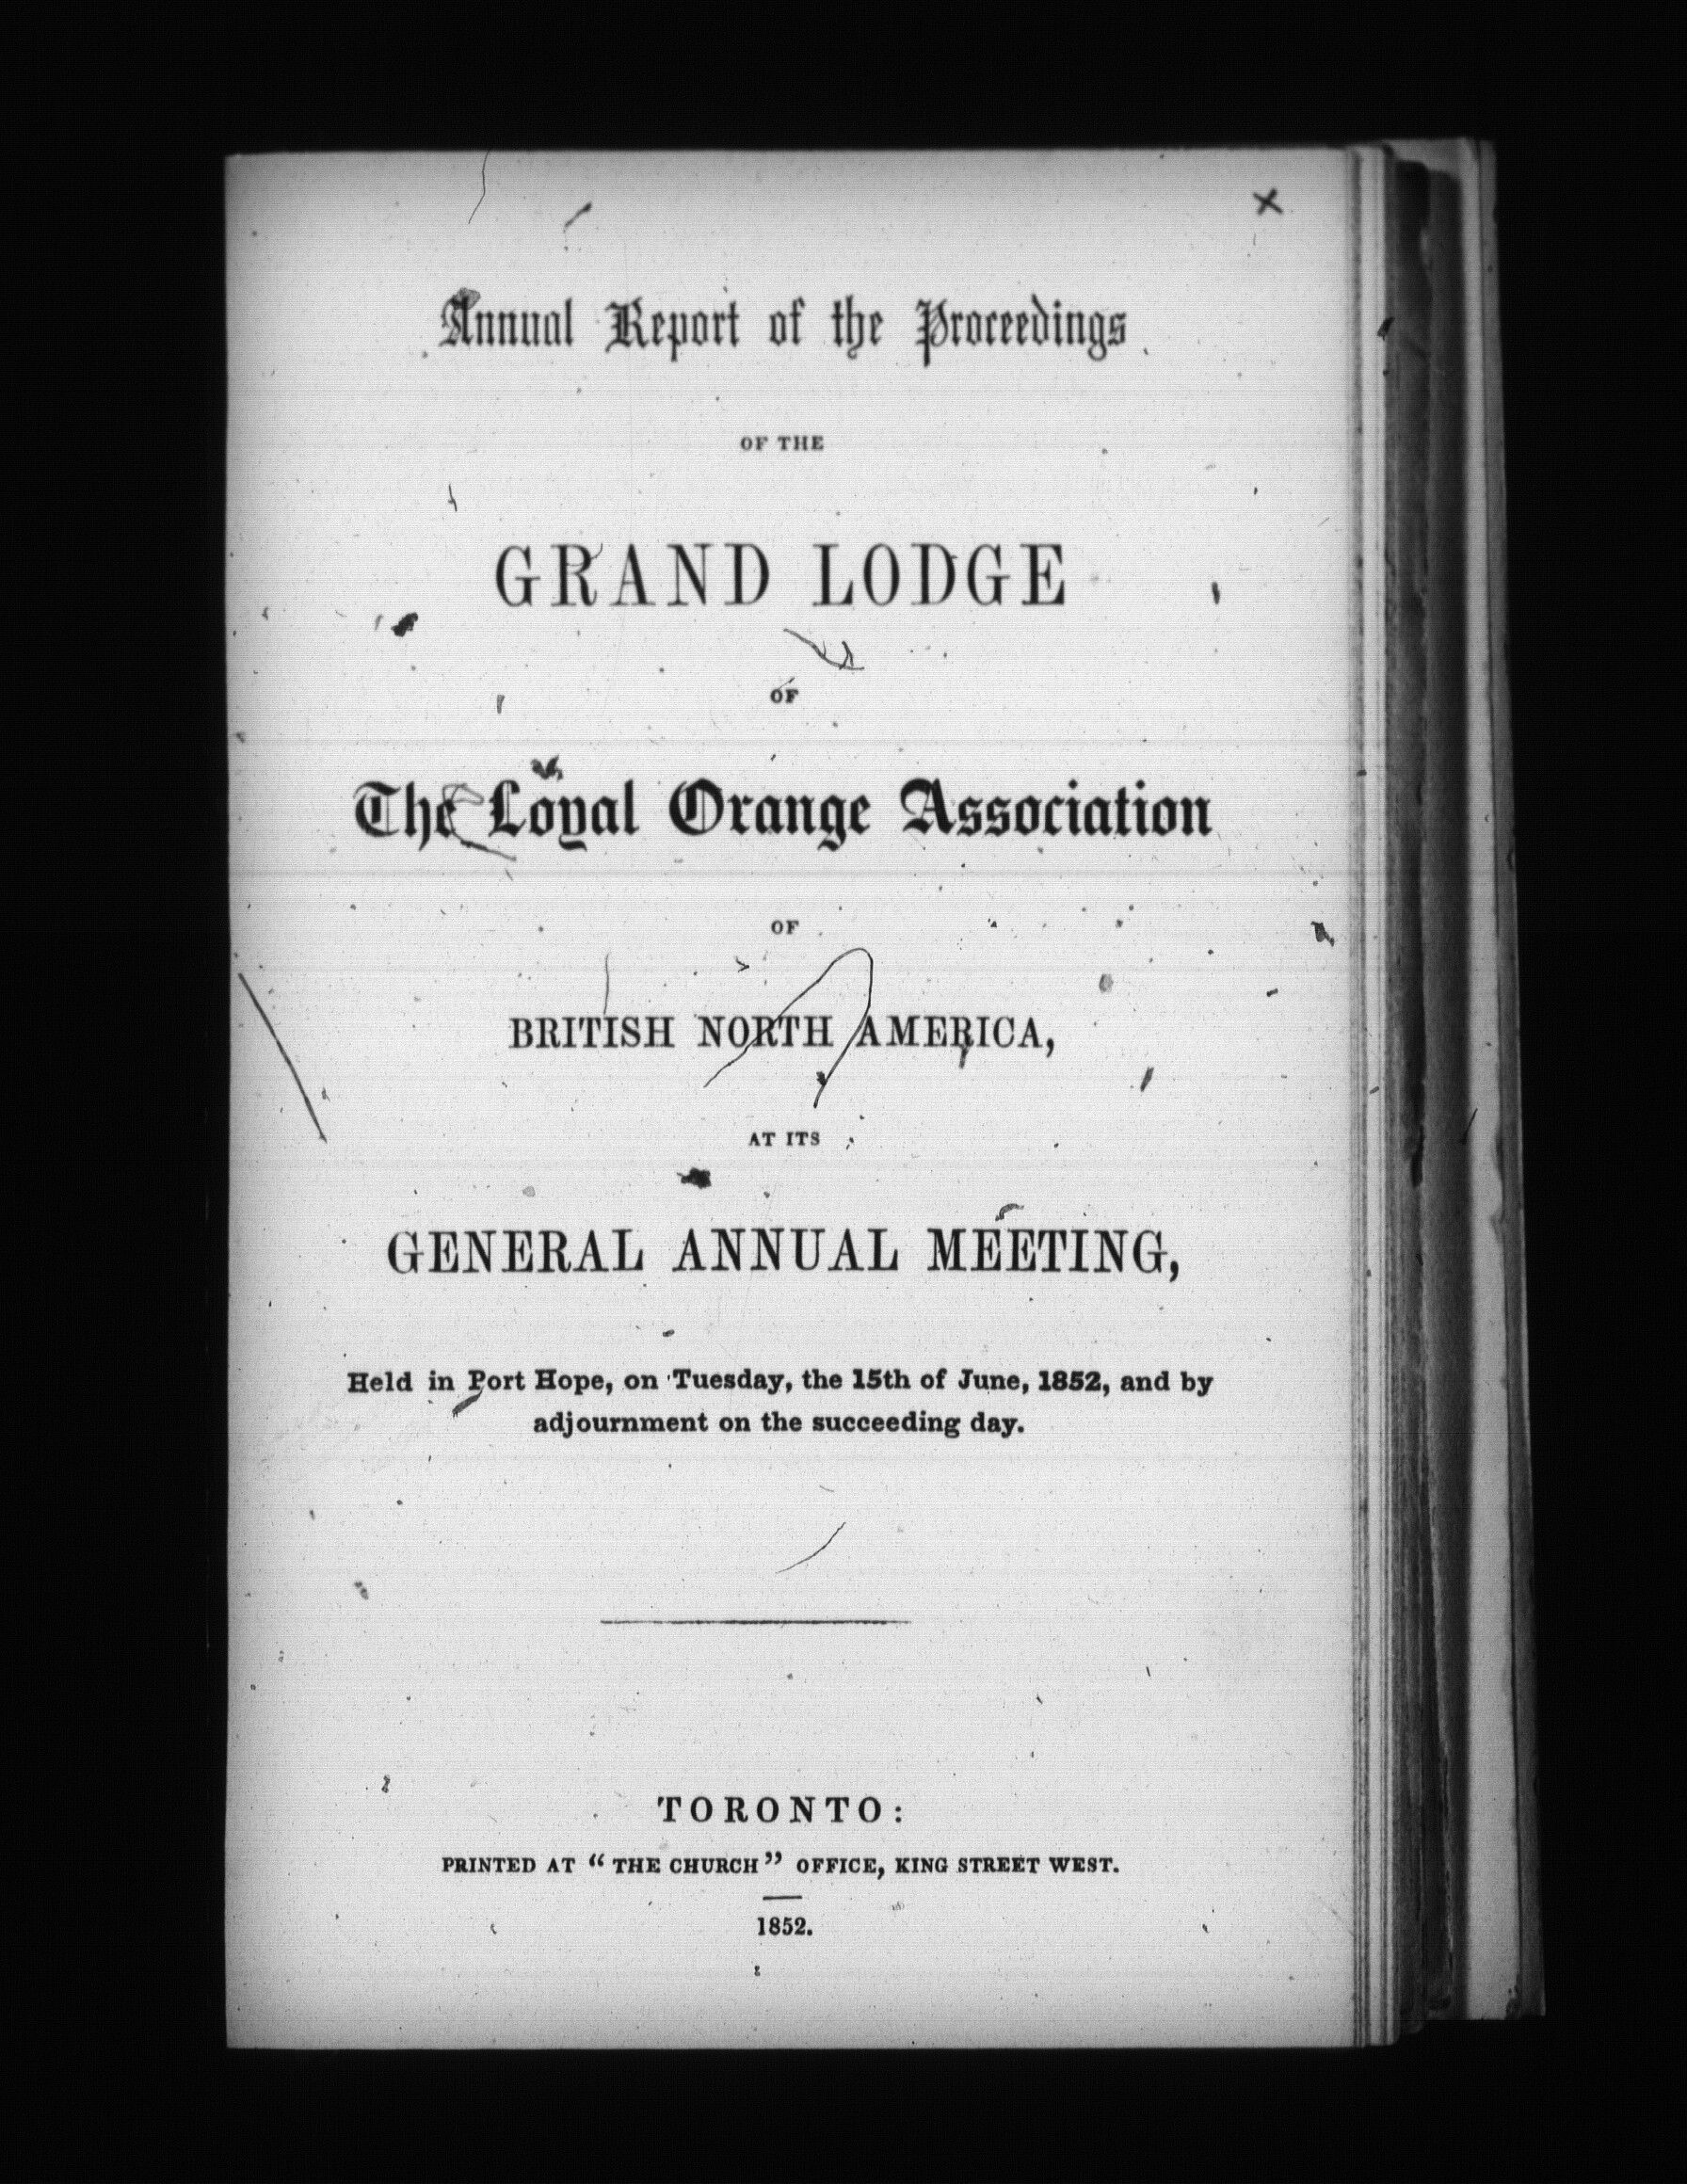 Annual Report of the Proceedings
OF THE
GRAND LODGE
OF
The Loyal Orange Association
OF
BRITISH NORTH AMERICA,
AT ITS
GENERAL ANNUAL MEETING,
Held in Port Hope, on Tuesday, the 15th of June, 1852, and by
adjournment on the succeeding day.
TORONTO:
PRINTED AT “THE CHURCH” OFFICE, KING STREET WEST.
1852.